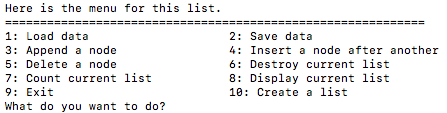 Here is the menu for this list.
=====================================================
1: Load data                2: Save data
3: Append a node            4: Insert a node after another
5: Delete a node            6: Destroy current list
7: Count current list       8: Display current list
9: Exit                     10: Create a list
What do you want to do?